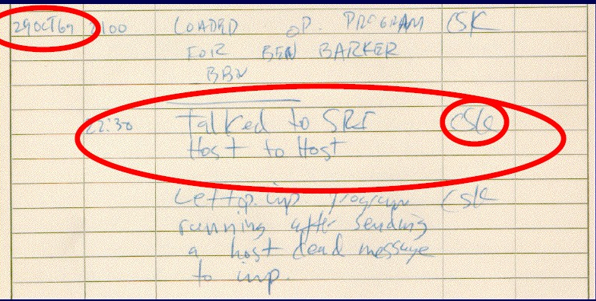 29OCT69 2100 LOADED OP. PROGRAM CSK
FOR BEN BARKER
BBN
22:30 Talked to SRI CSK
Host to Host
Left op. imp program CSK
running after sending
a host dead message
to imp.